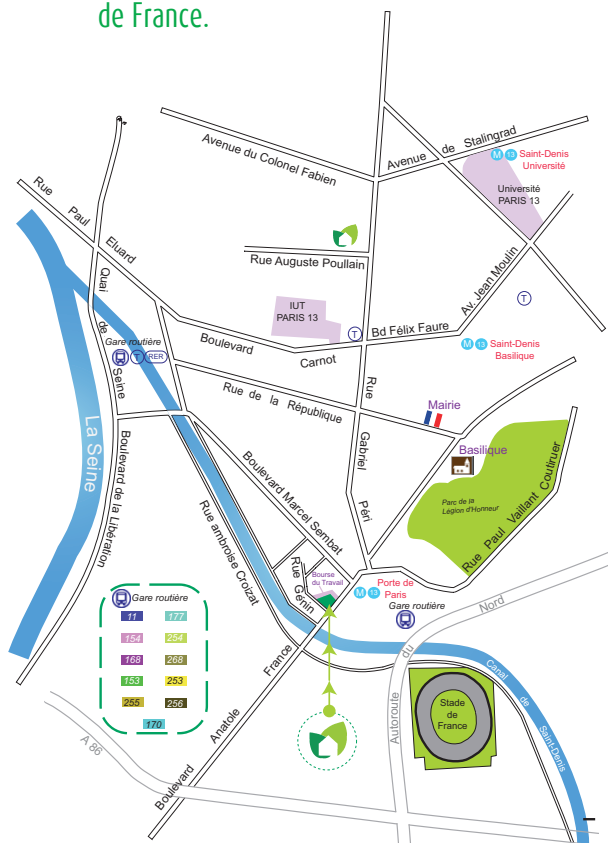 de France.
Avenue du Colonel Fabien
Avenue de Stalingrad
M 13 Saint-Denis
Université
Université
PARIS 13
Rue Paul Eluard
Rue Auguste Poullain
Av. Jean Moulin
T
IUT
PARIS 13
T
Bd Félix Faure
Boulevard Carnot
M 13 Saint-Denis
Basilique
Quai de Seine
Gare routière
T RER
Rue de la République
Rue Gabriel Péri
Mairie
Basilique
La Seine
Boulevard de la Libération
Boulevard Marcel Sembat
Parc de la
Légion d'Honneur
Rue Paul Vaillant Coutiruer
Rue ambroise Croizat
Rue Génin
Bourse
du Travail
M 13 Porte de
Paris
Gare routière
Autoroute du Nord
Gare routière
11 177
154 254
168 268
153 253
255 256
170
Canal de Saint-Denis
Stade
de
France
Boulevard Anatole France
A 86